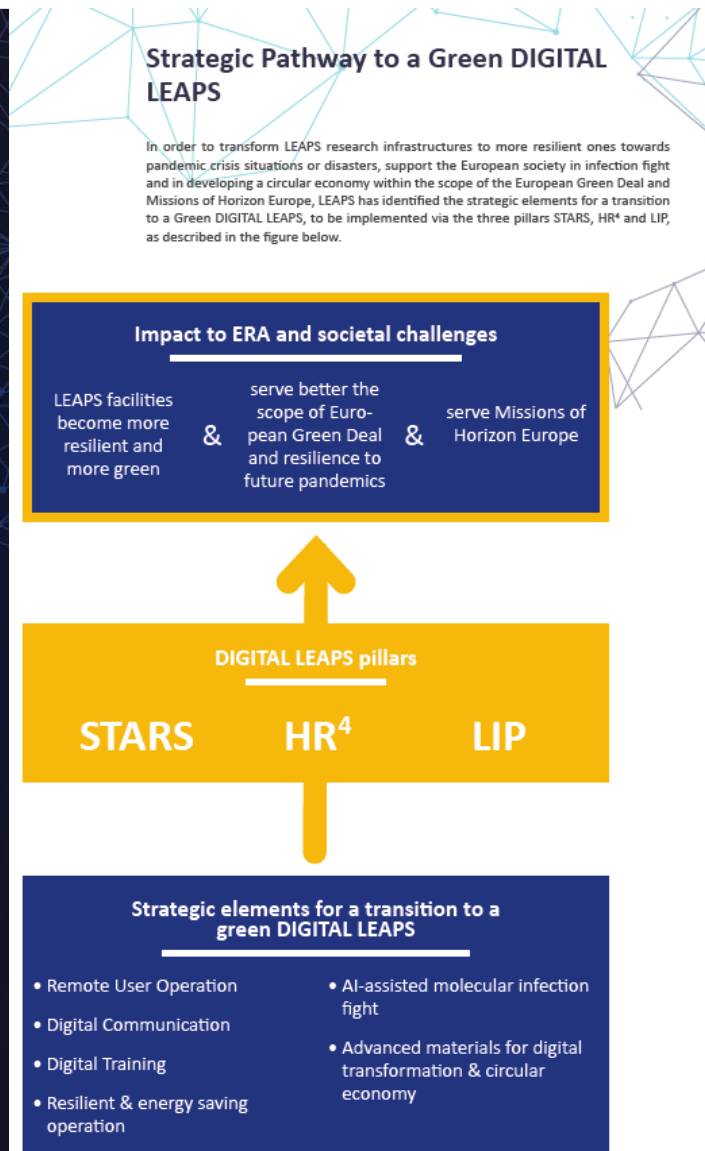 Strategic Pathway to a Green DIGITAL
LEAPS
In order to transform LEAPS research infrastructures to more resilient ones towards
pandemic crisis situations or disasters, support the European society in infection fight
and in developing a circular economy within the scope of the European Green Deal and
Missions of Horizon Europe, LEAPS has identified the strategic elements for a transition
to a Green DIGITAL LEAPS, to be implemented via the three pillars STARS, HR⁴ and LIP,
as described in the figure below.
Impact to ERA and societal challenges
LEAPS facilities
become more
resilient and
more green
&
serve better the
scope of Euro-
pean Green Deal
and resilience to
future pandemics
&
serve Missions of
Horizon Europe
DIGITAL LEAPS pillars
STARS HR⁴ LIP
Strategic elements for a transition to a
green DIGITAL LEAPS
• Remote User Operation
• Digital Communication
• Digital Training
• Resilient & energy saving
operation
• AI-assisted molecular infection
fight
• Advanced materials for digital
transformation & circular
economy